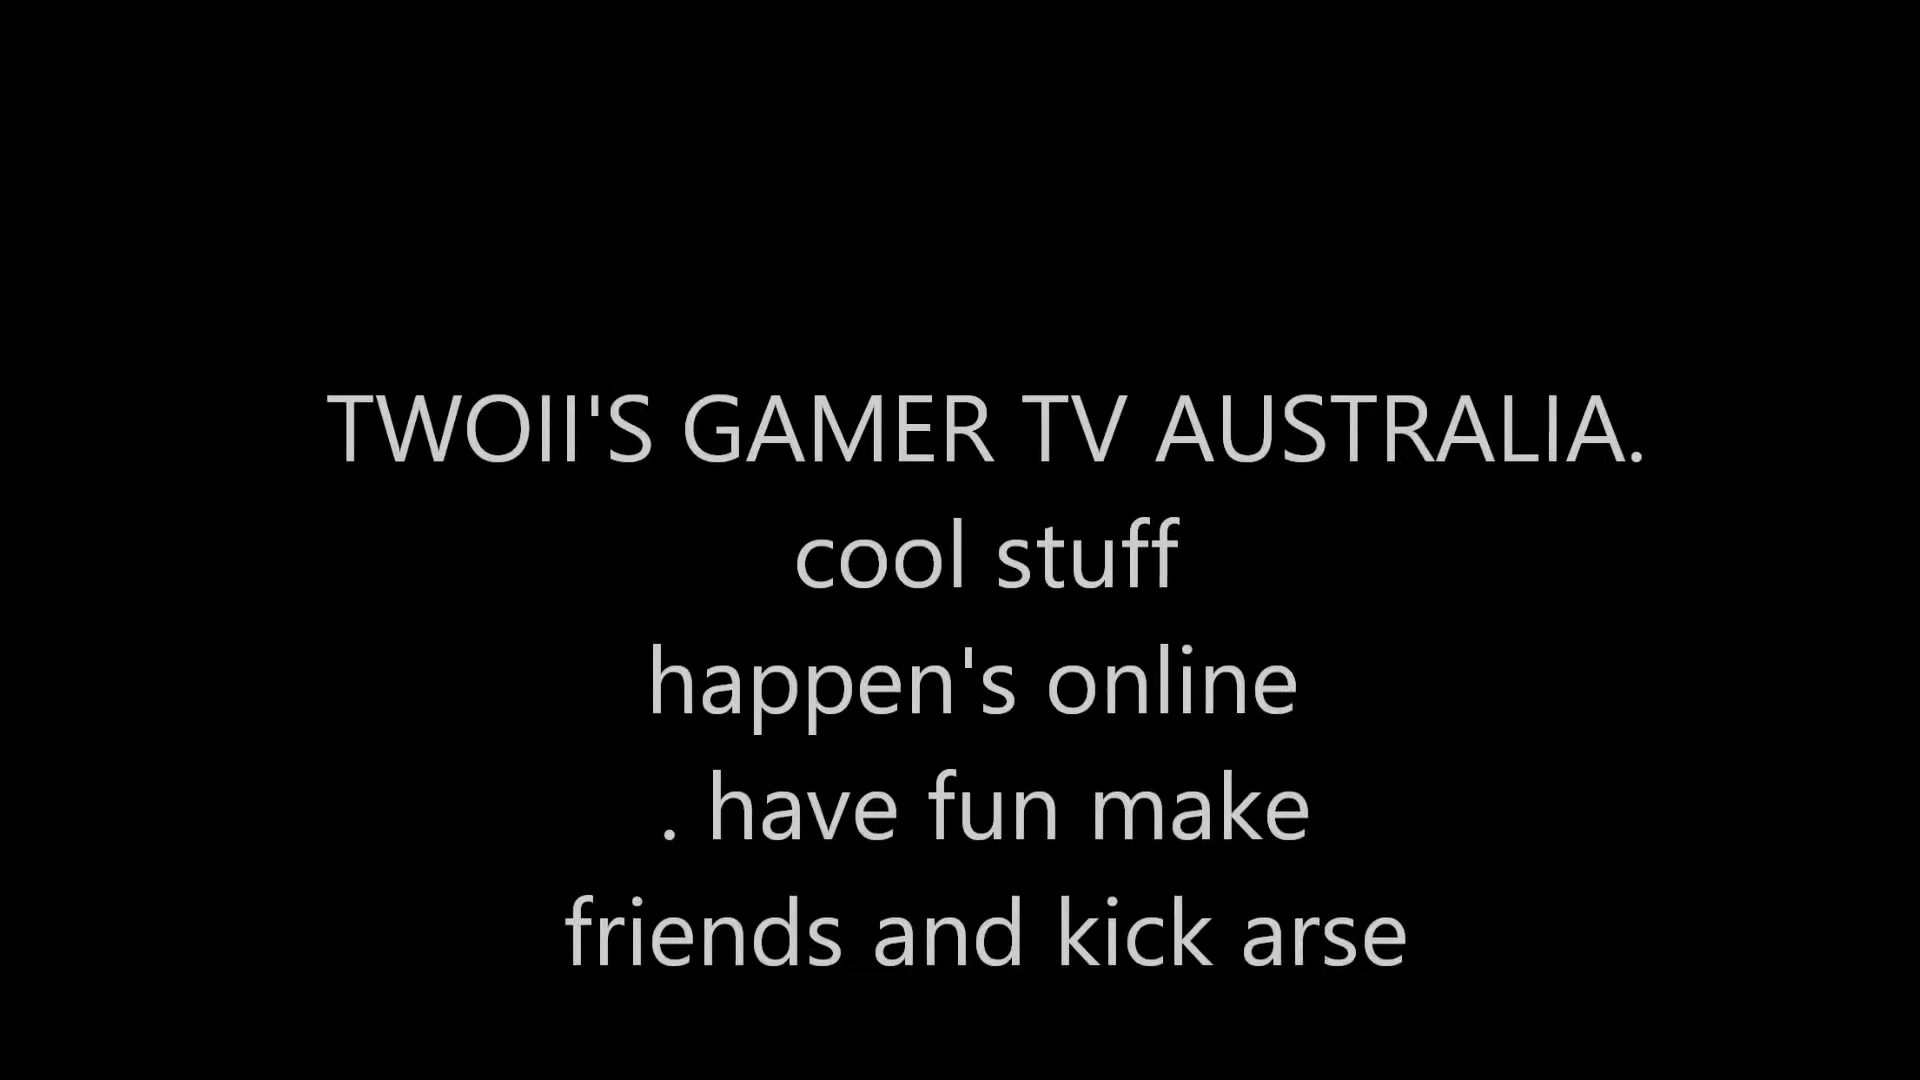 TWOII'S GAMER TV AUSTRALIA.
cool stuff
happen's online
. have fun make
friends and kick arse